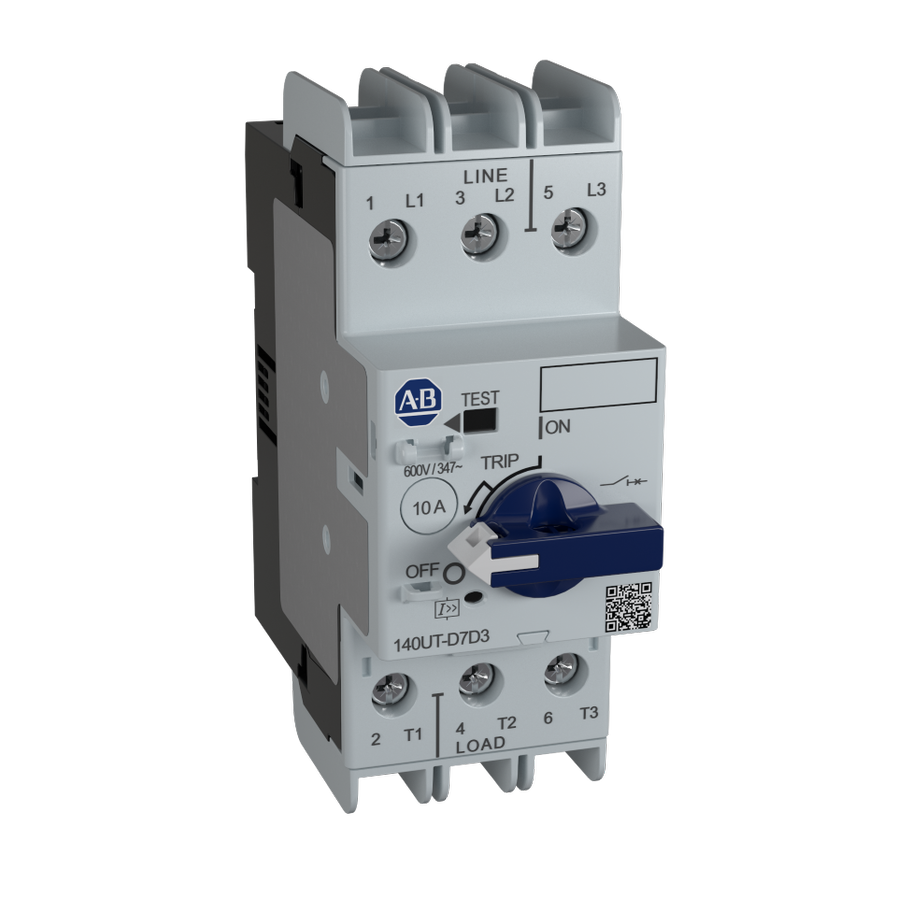 LINE
1 L1 3 L2 5 L3
A-B
TEST
ON
600V/347~
TRIP
10 A
OFF
I>>
140UT-D7D3
2 T1 4 T2 6 T3
LOAD